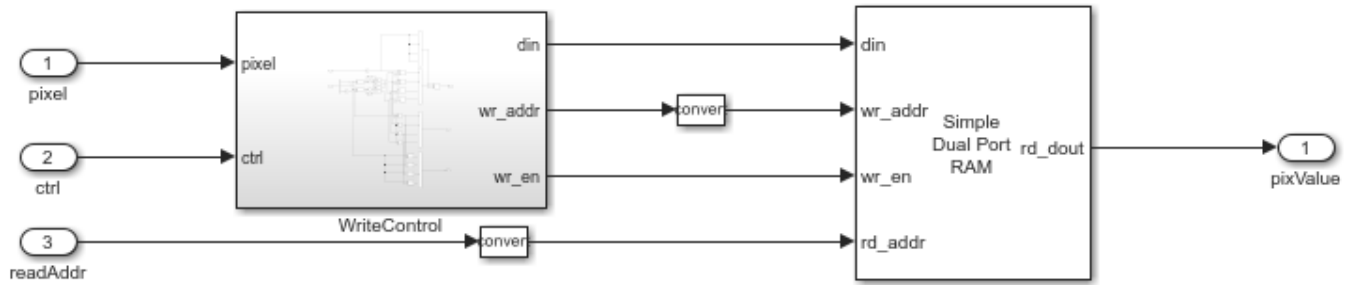 1
pixel
2
ctrl
3
readAddr
pixel
ctrl
din
wr_addr
wr_en
WriteControl
conver
conver
din
wr_addr
wr_en
rd_addr
Simple
Dual Port
RAM
rd_dout
1
pixValue